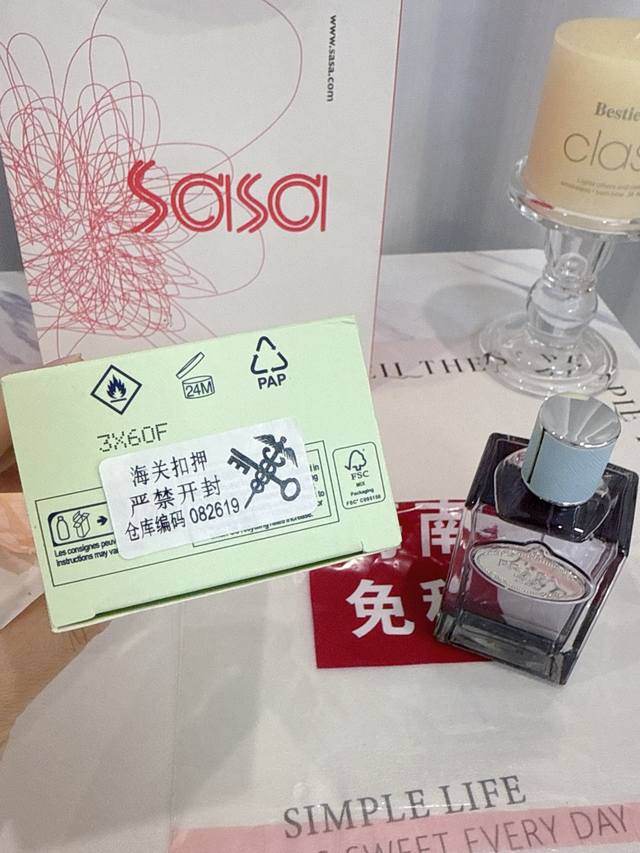 www.sasa.com
sasa
Bestie
clas
24M
PAP
3X60F
海关扣押
严禁开封
仓库编码 082619
FSC
MIX
Packaging
Les consignes peuv
Instructions may va
南
免
SIMPLE LIFE
SWEET EVERY DAY